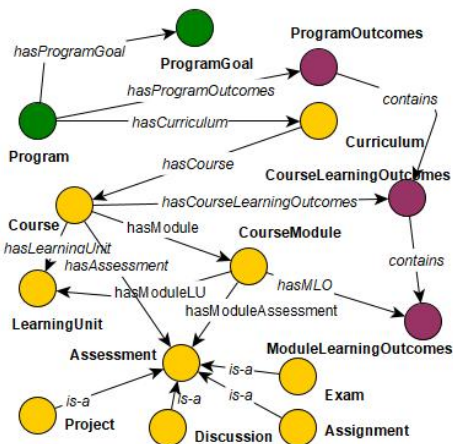 hasProgramGoal
ProgramGoal
ProgramOutcomes
hasProgramOutcomes
contains
hasCurriculum
Program
Curriculum
hasCourse
CourseLearningOutcomes
Course
hasCourseLearningOutcomes
hasModule
CourseModule
hasLearningUnit
hasAssessment
contains
hasModuleLU
hasMLO
LearningUnit
hasModuleAssessment
Assessment
ModuleLearningOutcomes
is-a
is-a
Exam
is-a
is-a
Project
Discussion
Assignment